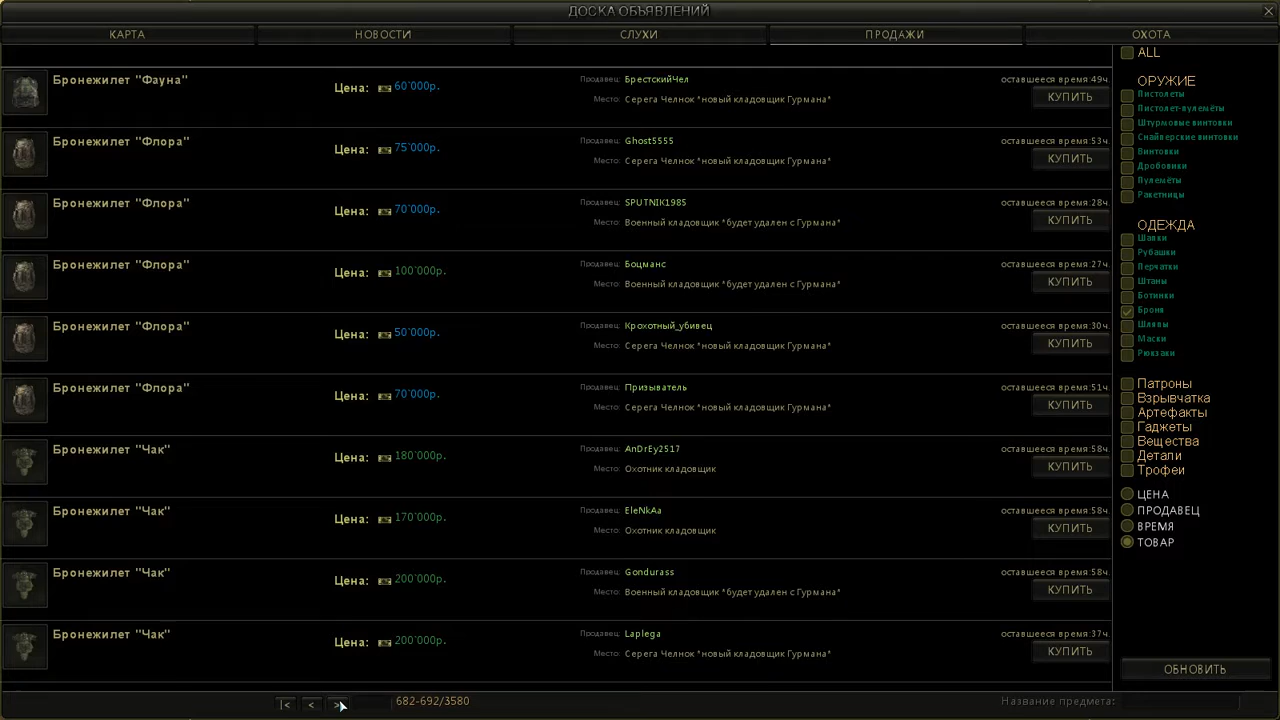 ДОСКА ОБЪЯВЛЕНИЙ
КАРТА НОВОСТИ СЛУХИ ПРОДАЖИ ОХОТА
Бронежилет "Фауна" Цена: 60'000р. Продавец: БрестскийЧел оставшееся время:49ч.
Место: Серега Челнок *новый кладовщик Гурмана* КУПИТЬ
Бронежилет "Флора" Цена: 75'000р. Продавец: Ghost5555 оставшееся время:53ч.
Место: Серега Челнок *новый кладовщик Гурмана* КУПИТЬ
Бронежилет "Флора" Цена: 70'000р. Продавец: SPUTNIK1985 оставшееся время:28ч.
Место: Военный кладовщик *будет удален с Гурмана* КУПИТЬ
Бронежилет "Флора" Цена: 100'000р. Продавец: Боцманс оставшееся время:27ч.
Место: Военный кладовщик *будет удален с Гурмана* КУПИТЬ
Бронежилет "Флора" Цена: 50'000р. Продавец: Крохотный_убивец оставшееся время:30ч.
Место: Серега Челнок *новый кладовщик Гурмана* КУПИТЬ
Бронежилет "Флора" Цена: 70'000р. Продавец: Призыватель оставшееся время:51ч.
Место: Серега Челнок *новый кладовщик Гурмана* КУПИТЬ
Бронежилет "Чак" Цена: 180'000р. Продавец: AnDrEy2517 оставшееся время:58ч.
Место: Охотник кладовщик КУПИТЬ
Бронежилет "Чак" Цена: 170'000р. Продавец: EleNkAa оставшееся время:58ч.
Место: Охотник кладовщик КУПИТЬ
Бронежилет "Чак" Цена: 200'000р. Продавец: Gondurass оставшееся время:58ч.
Место: Военный кладовщик *будет удален с Гурмана* КУПИТЬ
Бронежилет "Чак" Цена: 200'000р. Продавец: Laplega оставшееся время:37ч.
Место: Серега Челнок *новый кладовщик Гурмана* КУПИТЬ
|< < > 682-692/3580 Название предмета:
ALL
ОРУЖИЕ
Пистолеты
Пистолет-пулемёты
Штурмовые винтовки
Снайперские винтовки
Винтовки
Дробовики
Пулемёты
Ракетницы
ОДЕЖДА
Шапки
Рубашки
Перчатки
Штаны
Ботинки
Броня
Шлемы
Маски
Рюкзаки
Патроны
Взрывчатка
Артефакты
Гаджеты
Вещества
Детали
Трофеи
ЦЕНА
ПРОДАВЕЦ
ВРЕМЯ
ТОВАР
ОБНОВИТЬ